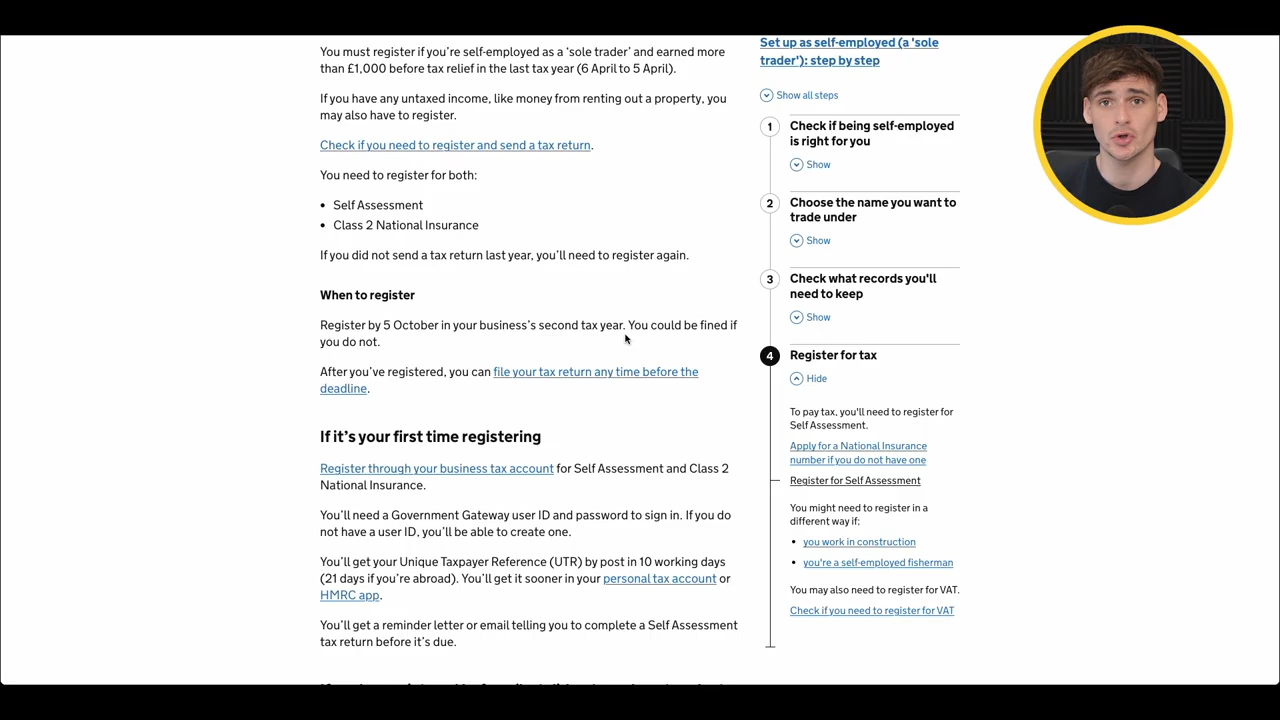 You must register if you're self-employed as a ‘sole trader’ and earned more
than £1,000 before tax relief in the last tax year (6 April to 5 April).
If you have any untaxed income, like money from renting out a property, you
may also have to register.
Check if you need to register and send a tax return.
You need to register for both:
• Self Assessment
• Class 2 National Insurance
If you did not send a tax return last year, you’ll need to register again.
When to register
Register by 5 October in your business’s second tax year. You could be fined if
you do not.
After you’ve registered, you can file your tax return any time before the
deadline.
If it’s your first time registering
Register through your business tax account for Self Assessment and Class 2
National Insurance.
You’ll need a Government Gateway user ID and password to sign in. If you do
not have a user ID, you’ll be able to create one.
You’ll get your Unique Taxpayer Reference (UTR) by post in 10 working days
(21 days if you’re abroad). You’ll get it sooner in your personal tax account or
HMRC app.
You’ll get a reminder letter or email telling you to complete a Self Assessment
tax return before it’s due.
Set up as self-employed (a 'sole
trader'): step by step
Show all steps
1 Check if being self-employed
is right for you
Show
2 Choose the name you want to
trade under
Show
3 Check what records you'll
need to keep
Show
4 Register for tax
Hide
To pay tax, you'll need to register for
Self Assessment.
Apply for a National Insurance
number if you do not have one
Register for Self Assessment
You might need to register in a
different way if:
• you work in construction
• you're a self-employed fisherman
You may also need to register for VAT.
Check if you need to register for VAT